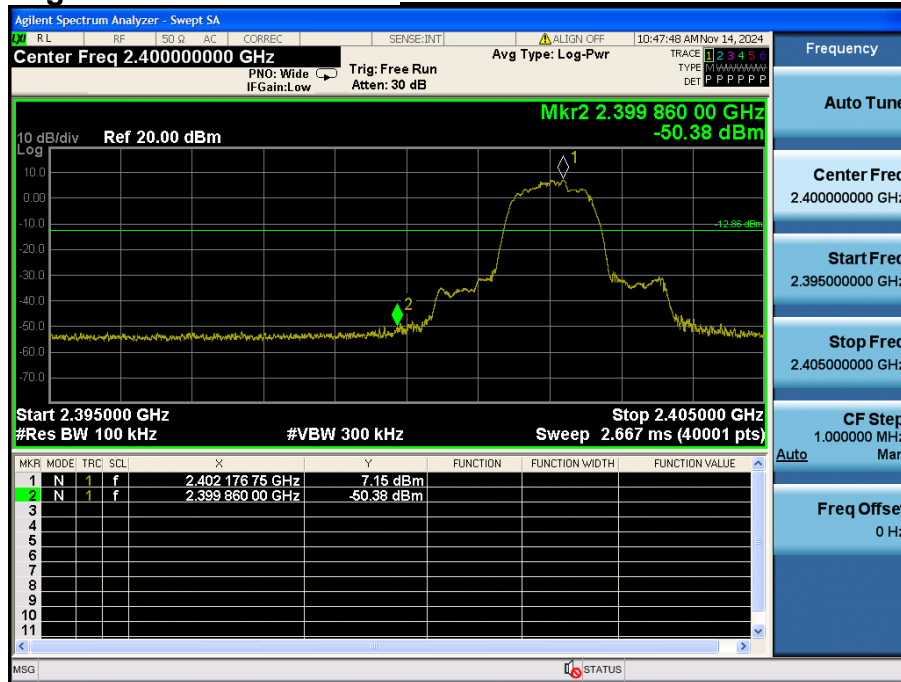 Agilent Spectrum Analyzer - Swept SA
LXI RL RF 50 Ω AC CORREC SENSE:INT ALIGN OFF 10:47:48 AM Nov 14, 2024
Center Freq 2.400000000 GHz
PNO: Wide
IFGain:Low
Trig: Free Run
Atten: 30 dB
Avg Type: Log-Pwr
TRACE 1 2 3 4 5 6
TYPE M WWWWW
DET P P P P P P
Mkr2 2.399 860 00 GHz
-50.38 dBm
10 dB/div Ref 20.00 dBm
Log
10.0
0.00
-10.0
-20.0
-30.0
-40.0
-50.0
-60.0
-70.0
1
-12.86 dBm
2
Start 2.395000 GHz Stop 2.405000 GHz
#Res BW 100 kHz #VBW 300 kHz Sweep 2.667 ms (40001 pts)
MKR MODE TRC SCL X Y FUNCTION FUNCTION WIDTH FUNCTION VALUE
1 N 1 f 2.402 176 75 GHz 7.15 dBm
2 N 1 f 2.399 860 00 GHz -50.38 dBm
3
4
5
6
7
8
9
10
11
MSG STATUS
Frequency
Auto Tune
Center Freq
2.400000000 GHz
Start Freq
2.395000000 GHz
Stop Freq
2.405000000 GHz
CF Step
1.000000 MHz
Auto Man
Freq Offset
0 Hz